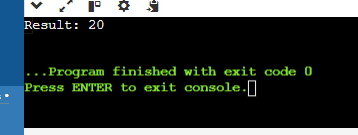 Result: 20
...Program finished with exit code 0
Press ENTER to exit console.